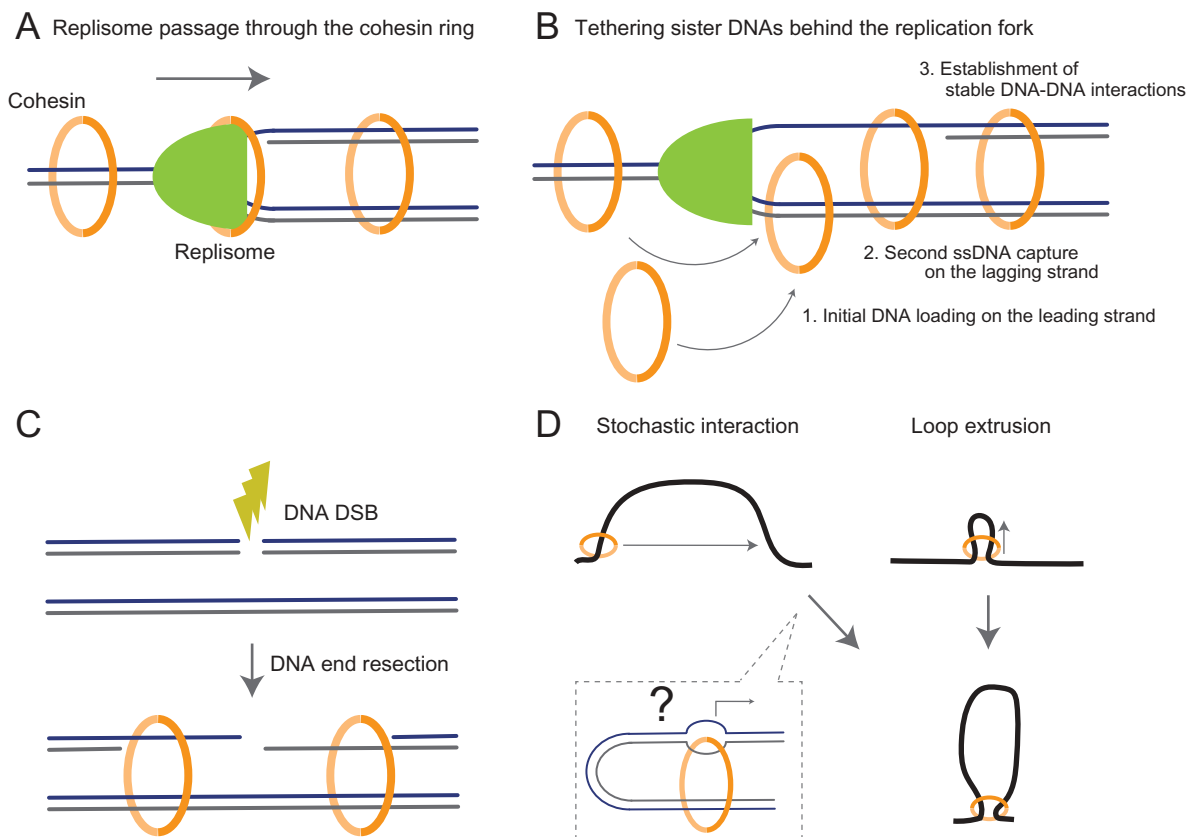 A Replisome passage through the cohesin ring
Cohesin
Replisome
B Tethering sister DNAs behind the replication fork
3. Establishment of
stable DNA-DNA interactions
2. Second ssDNA capture
on the lagging strand
1. Initial DNA loading on the leading strand
C
DNA DSB
DNA end resection
D
Stochastic interaction
Loop extrusion
?